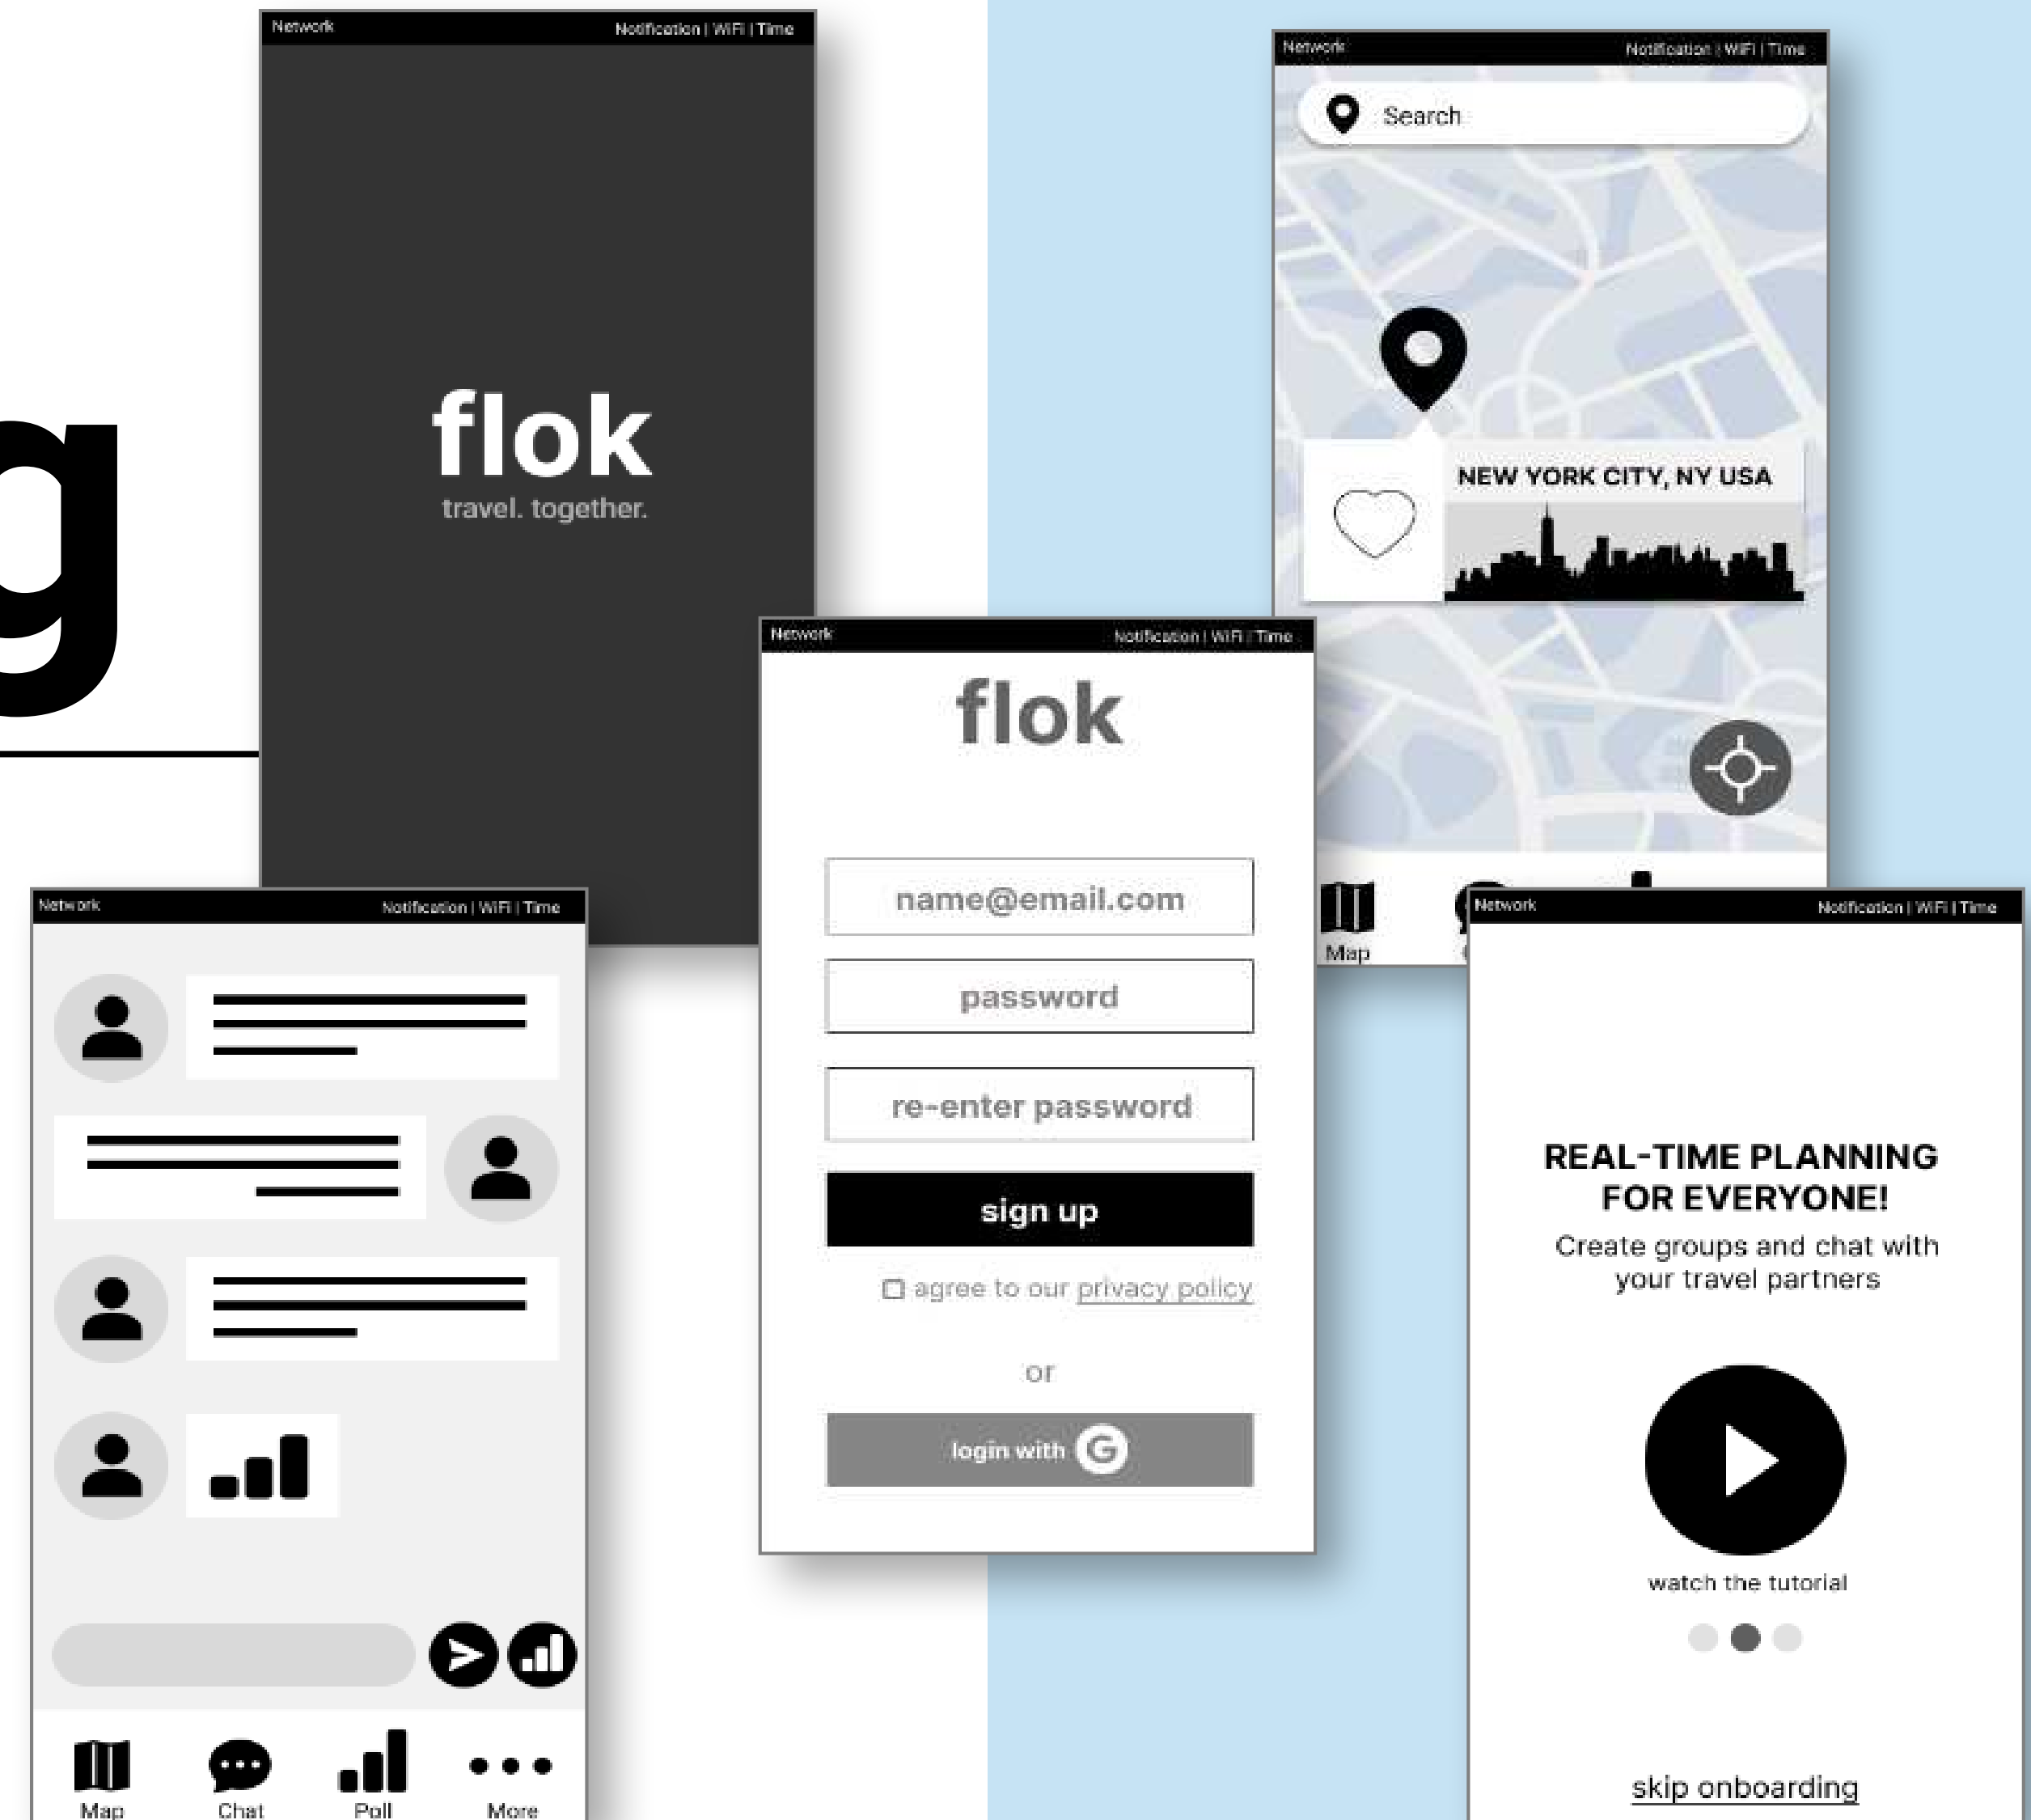 g
Network Notification | WiFi | Time
flok
travel. together.
Network Notification | WiFi | Time
Search
NEW YORK CITY, NY USA
Map
Network Notification | WiFi | Time
flok
name@email.com
password
re-enter password
sign up
agree to our privacy policy
or
login with G
Network Notification | WiFi | Time
Map Chat Poll More
Network Notification | WiFi | Time
REAL-TIME PLANNING
FOR EVERYONE!
Create groups and chat with
your travel partners
watch the tutorial
skip onboarding